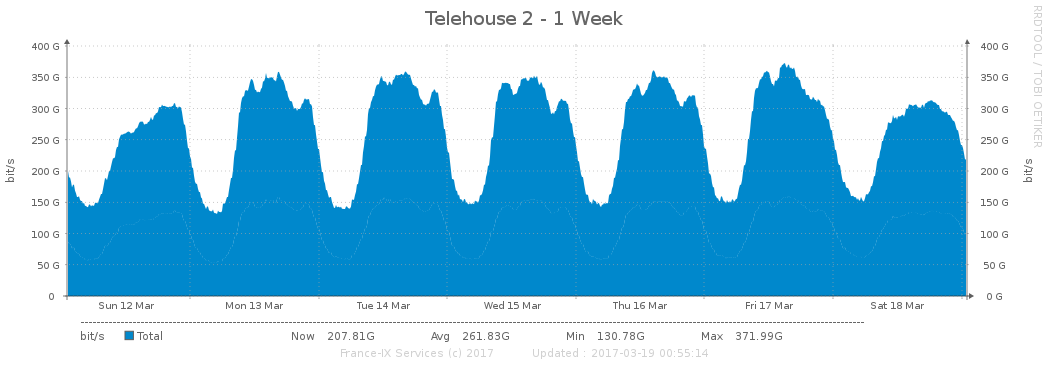 Telehouse 2 - 1 Week
RRDTOOL / TOBI OETIKER
400 G 400 G
350 G 350 G
300 G 300 G
250 G 250 G
200 G 200 G
150 G 150 G
100 G 100 G
50 G 50 G
0 0 G
bit/s
bit/s
Sun 12 Mar Mon 13 Mar Tue 14 Mar Wed 15 Mar Thu 16 Mar Fri 17 Mar Sat 18 Mar
bit/s Total Now 207.81G Avg 261.83G Min 130.78G Max 371.99G
France-IX Services (c) 2017 Updated : 2017-03-19 00:55:14